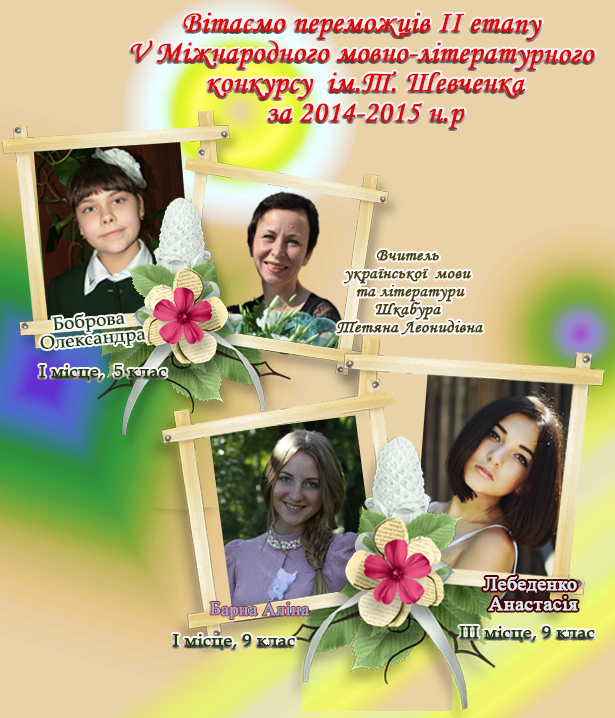 Вітаємо переможців ІІ етапу
V Міжнародного мовно-літературного
конкурсу ім.Т. Шевченка
за 2014-2015 н.р
Вчитель
української мови
та літератури
Шкабура
Тетяна Леонидівна
Боброва
Олександра
І місце, 5 клас
Барна Аліна
І місце, 9 клас
Лебеденко
Анастасія
ІІІ місце, 9 клас